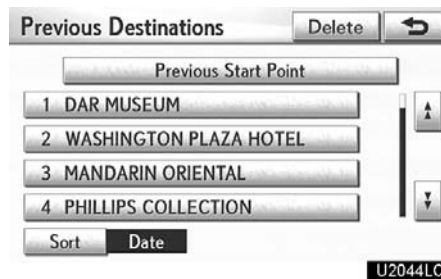 Previous Destinations Delete
Previous Start Point
1 DAR MUSEUM
2 WASHINGTON PLAZA HOTEL
3 MANDARIN ORIENTAL
4 PHILLIPS COLLECTION
Sort Date
U2044LC